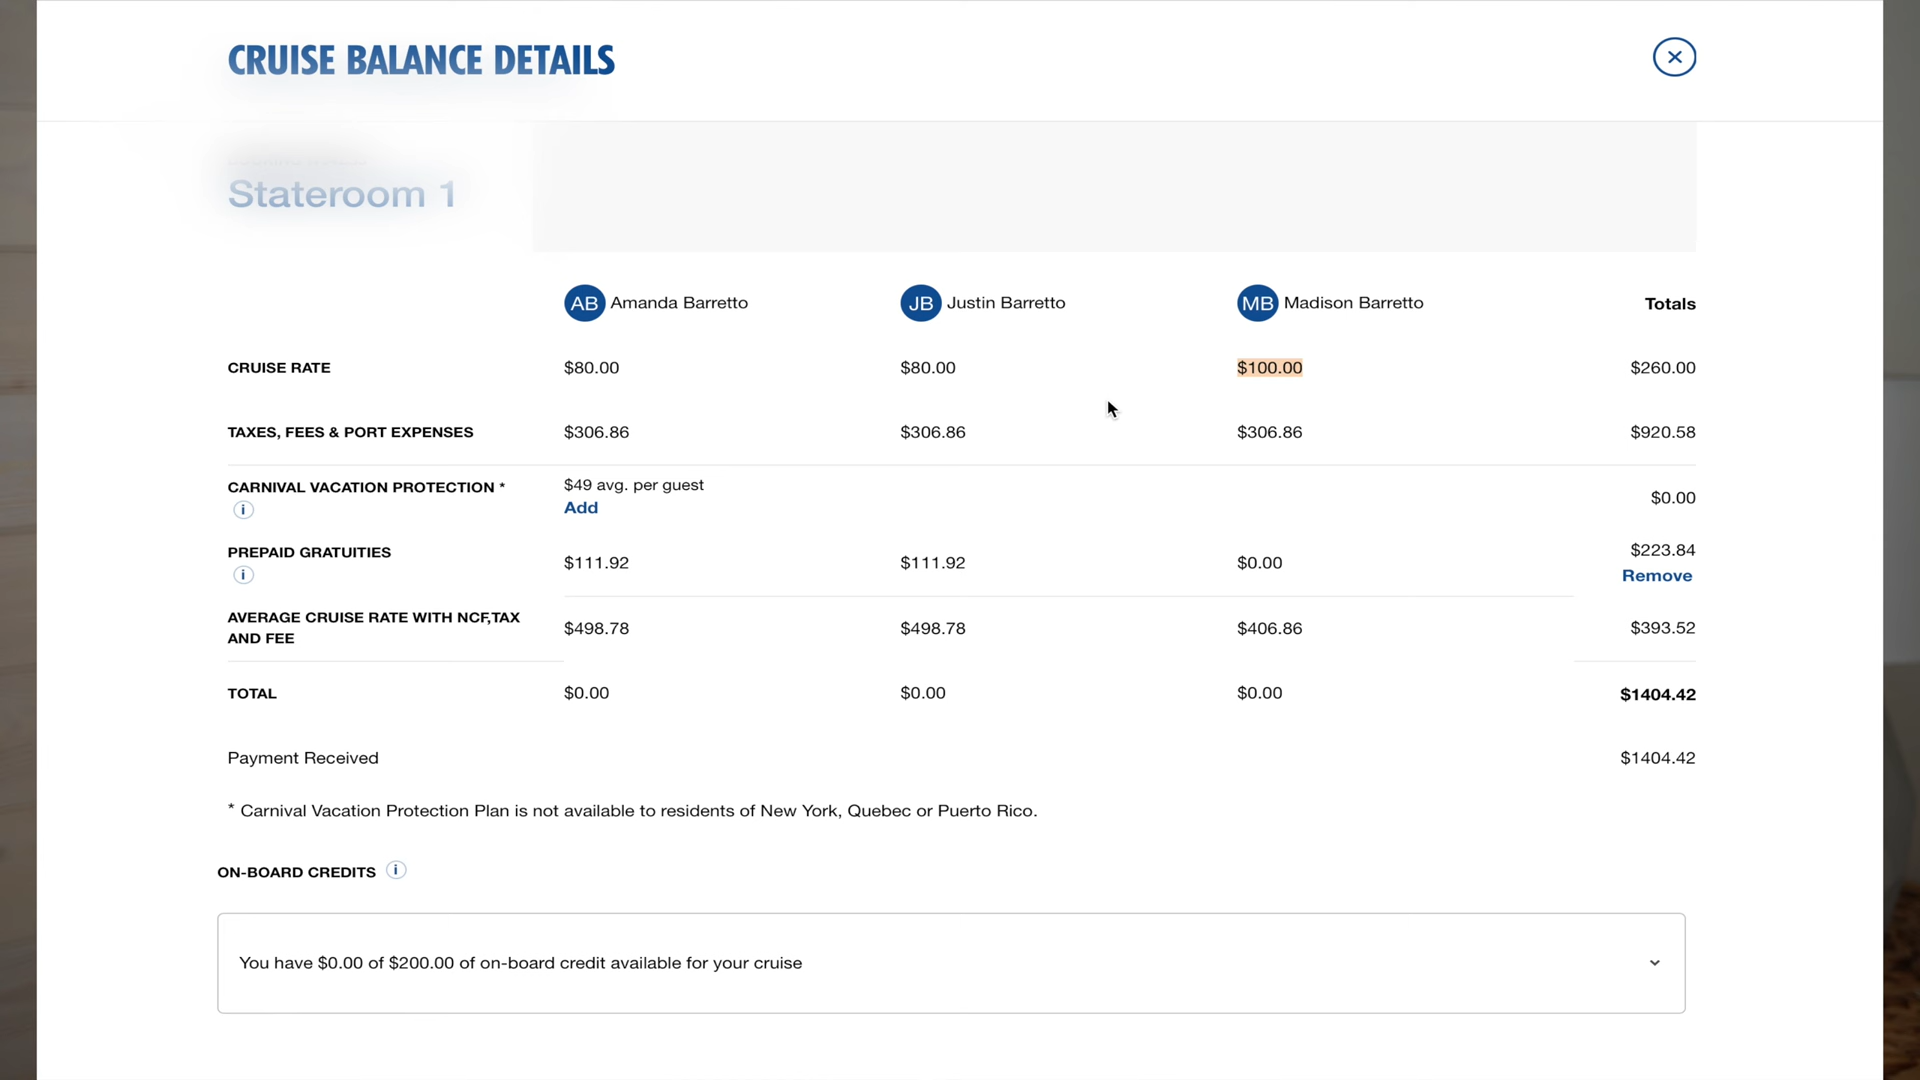 CRUISE BALANCE DETAILS
Stateroom 1
AB Amanda Barretto JB Justin Barretto MB Madison Barretto Totals
CRUISE RATE $80.00 $80.00 $100.00 $260.00
TAXES, FEES & PORT EXPENSES $306.86 $306.86 $306.86 $920.58
CARNIVAL VACATION PROTECTION * $49 avg. per guest $0.00
i Add
PREPAID GRATUITIES $111.92 $111.92 $0.00 $223.84
i Remove
AVERAGE CRUISE RATE WITH NCF,TAX $498.78 $498.78 $406.86 $393.52
AND FEE
TOTAL $0.00 $0.00 $0.00 $1404.42
Payment Received $1404.42
* Carnival Vacation Protection Plan is not available to residents of New York, Quebec or Puerto Rico.
ON-BOARD CREDITS i
You have $0.00 of $200.00 of on-board credit available for your cruise